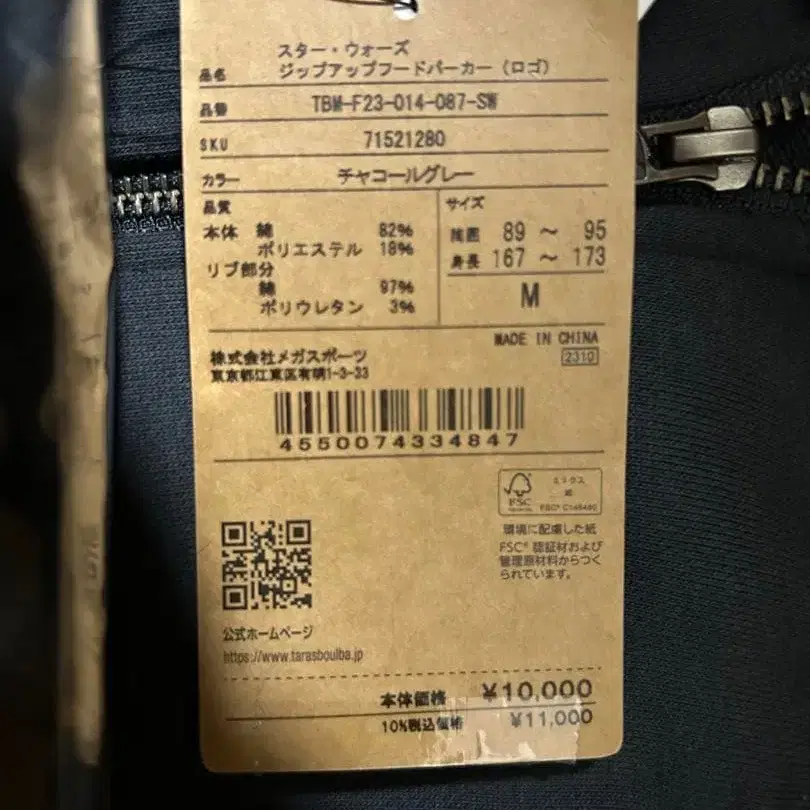 スター・ウォーズ
品名 ジップアップフードパーカー（ロゴ）
品番 TBM-F23-014-087-SW
SKU 71521280
カラー チャコールグレー
品質
本体 綿 82%
ポリエステル 18%
リブ部分
綿 97%
ポリウレタン 3%
サイズ
胸囲 89 ～ 95
身長 167 ～ 173
M
MADE IN CHINA
2310
株式会社メガスポーツ
東京都江東区有明1-3-33
4550074334847
ミックス
紙
FSC
FSC® C148460
環境に配慮した紙
FSC® 認証材および
管理原材料からつく
られています。
公式ホームページ
https://www.tarasboulba.jp
本体価格 ¥10,000
10%税込価格 ¥11,000